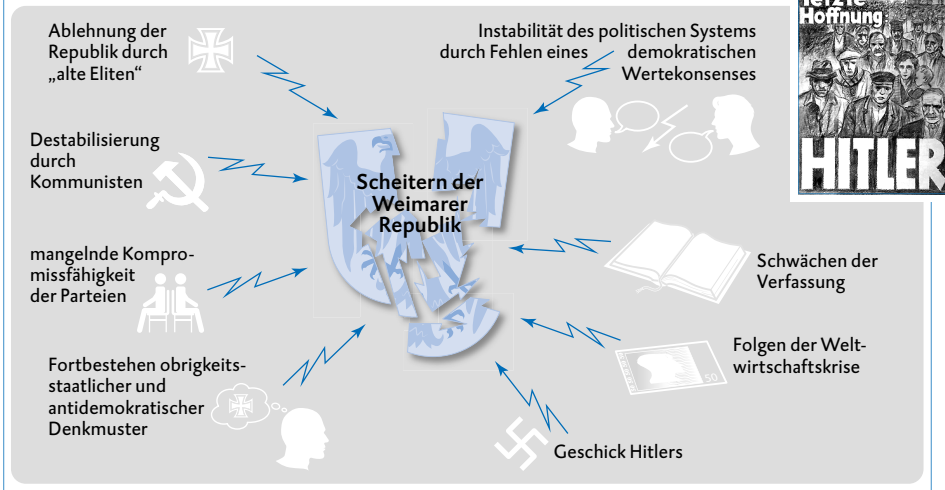 Ablehnung der
Republik durch
„alte Eliten“
Instabilität des politischen Systems
durch Fehlen eines demokratischen
Wertekonsenses
letzte
Hoffnung:
HITLER
Destabilisierung
durch
Kommunisten
Scheitern der
Weimarer
Republik
mangelnde Kompro-
missfähigkeit
der Parteien
Schwächen der
Verfassung
Fortbestehen obrigkeits-
staatlicher und
antidemokratischer
Denkmuster
Folgen der Welt-
wirtschaftskrise
50
Geschick Hitlers